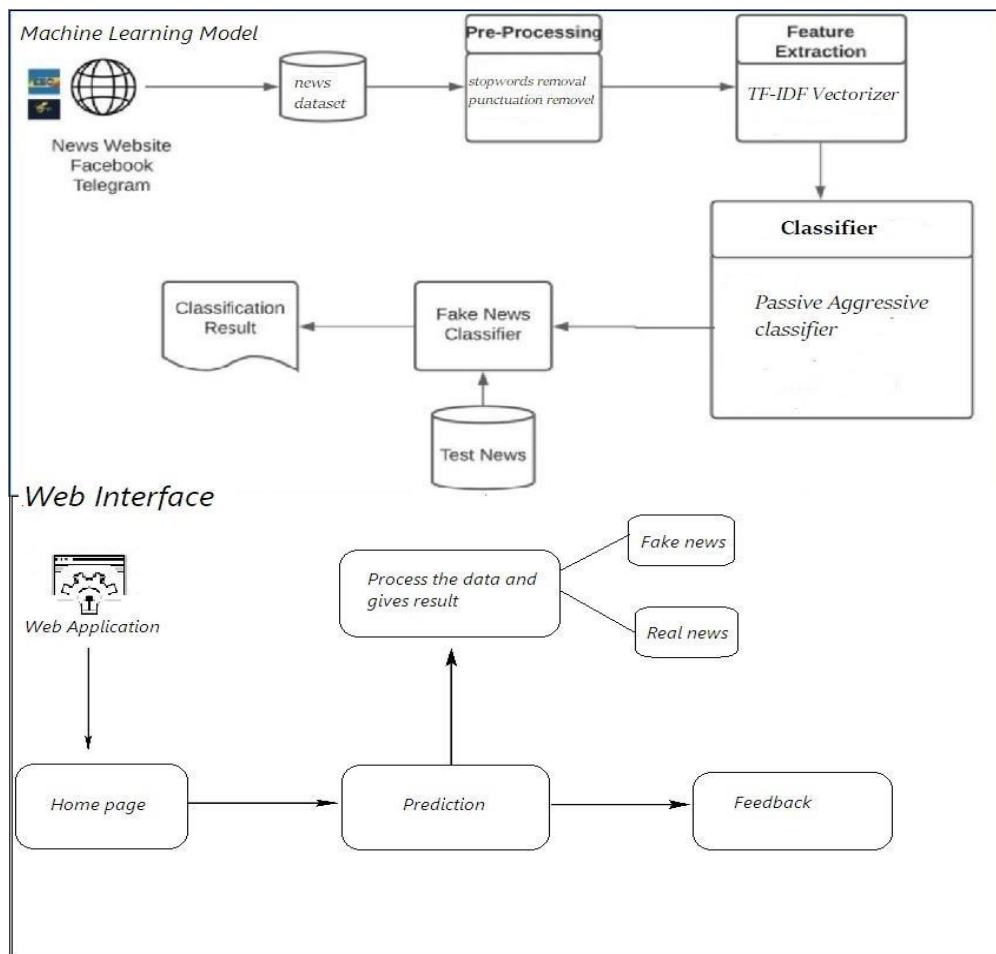 Machine Learning Model
News Website
Facebook
Telegram
news
dataset
Pre-Processing
stopwords removal
punctuation removel
Feature
Extraction
TF-IDF Vectorizer
Classifier
Passive Aggressive
classifier
Fake News
Classifier
Classification
Result
Test News
Web Interface
Web Application
Process the data and
gives result
Fake news
Real news
Home page
Prediction
Feedback